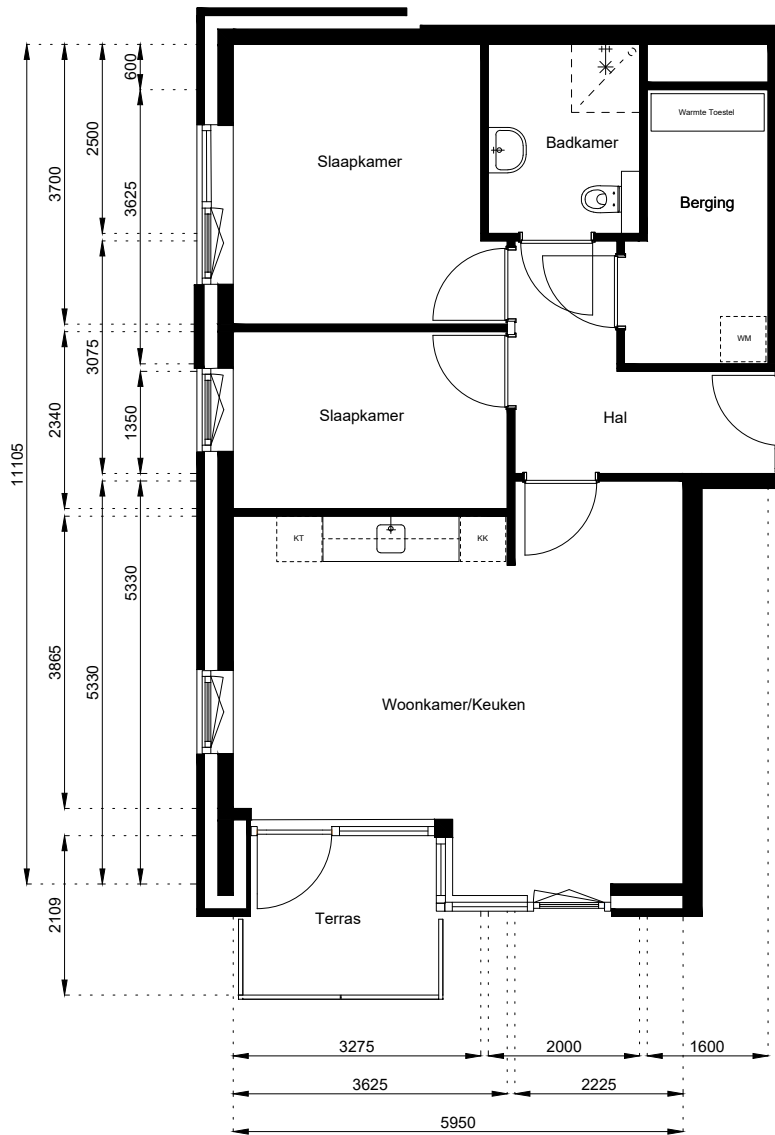 600
2500
3625
3700
Slaapkamer
Badkamer
Warmte Toestel
Berging
WM
3075
2340
1350
11105
Slaapkamer
Hal
KT
KK
5330
3865
5330
Woonkamer/Keuken
2109
Terras
3275
2000
1600
3625
2225
5950